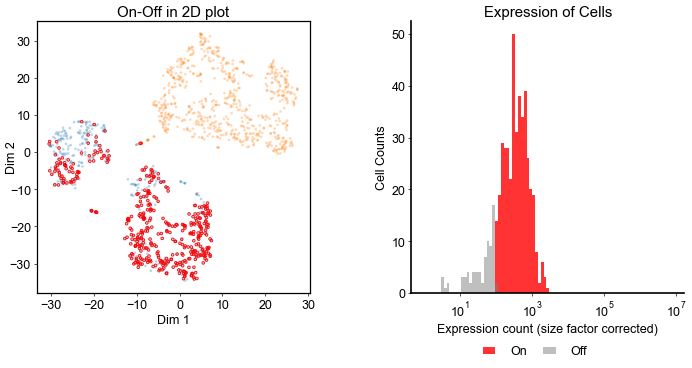 On-Off in 2D plot
Dim 2
30
20
10
0
−10
−20
−30
−30 −20 −10 0 10 20 30
Dim 1
Expression of Cells
Cell Counts
50
40
30
20
10
0
10^1 10^3 10^5 10^7
Expression count (size factor corrected)
On Off